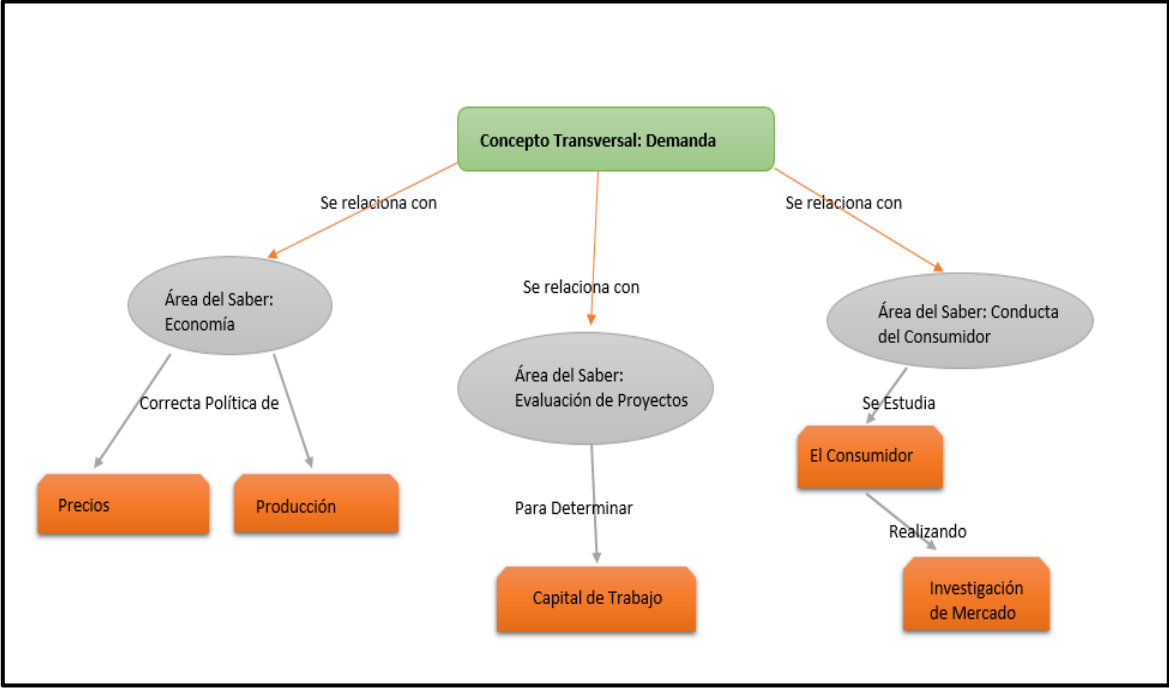 Concepto Transversal: Demanda
Se relaciona con
Se relaciona con
Se relaciona con
Área del Saber:
Economía
Área del Saber: Conducta
del Consumidor
Área del Saber:
Evaluación de Proyectos
Correcta Política de
Se Estudia
El Consumidor
Precios
Producción
Para Determinar
Realizando
Capital de Trabajo
Investigación
de Mercado